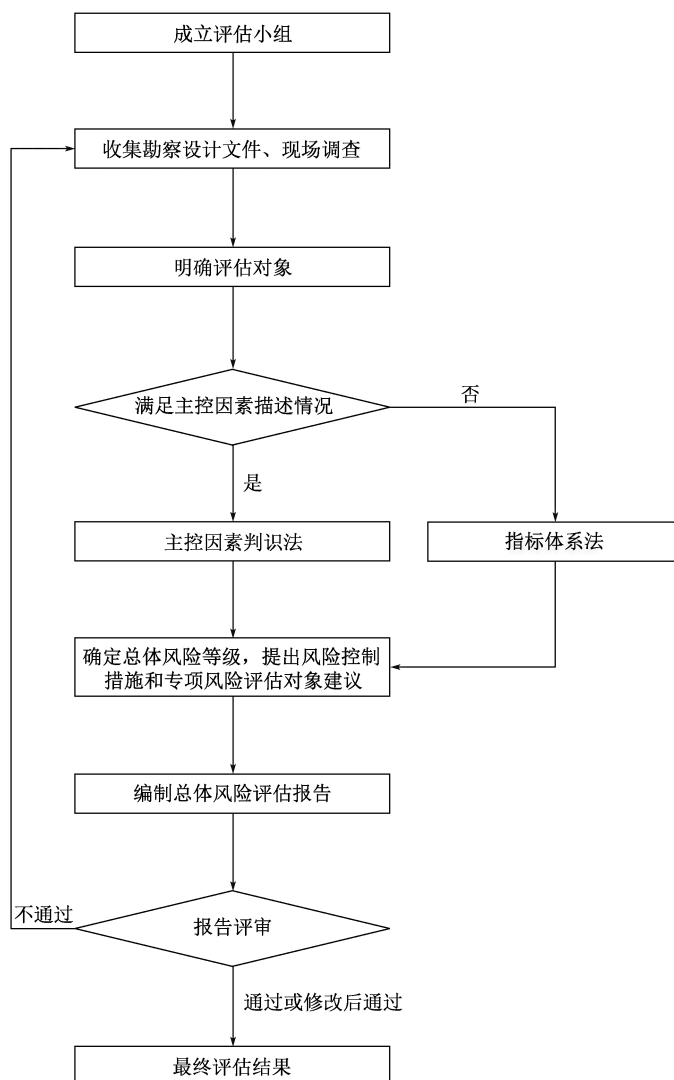 成立评估小组
收集勘察设计文件、现场调查
明确评估对象
满足主控因素描述情况
否
是
主控因素判识法
指标体系法
确定总体风险等级，提出风险控制
措施和专项风险评估对象建议
编制总体风险评估报告
不通过
报告评审
通过或修改后通过
最终评估结果